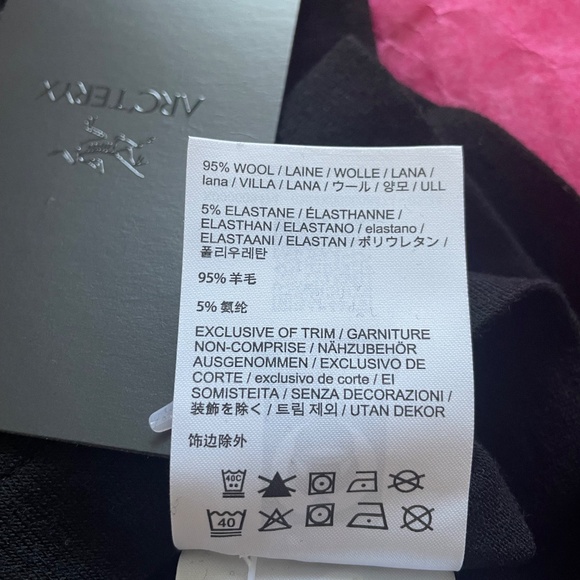 ARC'TERYX
95% WOOL / LAINE / WOLLE / LANA /
lana / VILLA / LANA / ウール / 양모 / ULL
5% ELASTANE / ÉLASTHANNE /
ELASTHAN / ELASTANO / elastano /
ELASTAANI / ELASTAN / ポリウレタン /
폴리우레탄
95% 羊毛
5% 氨纶
EXCLUSIVE OF TRIM / GARNITURE
NON-COMPRISE / NÄHZUBEHÖR
AUSGENOMMEN / EXCLUSIVO DE
CORTE / exclusivo de corte / EI
SOMISTEITA / SENZA DECORAZIONI /
装飾を除く / 트림 제외 / UTAN DEKOR
饰边除外
40C
40